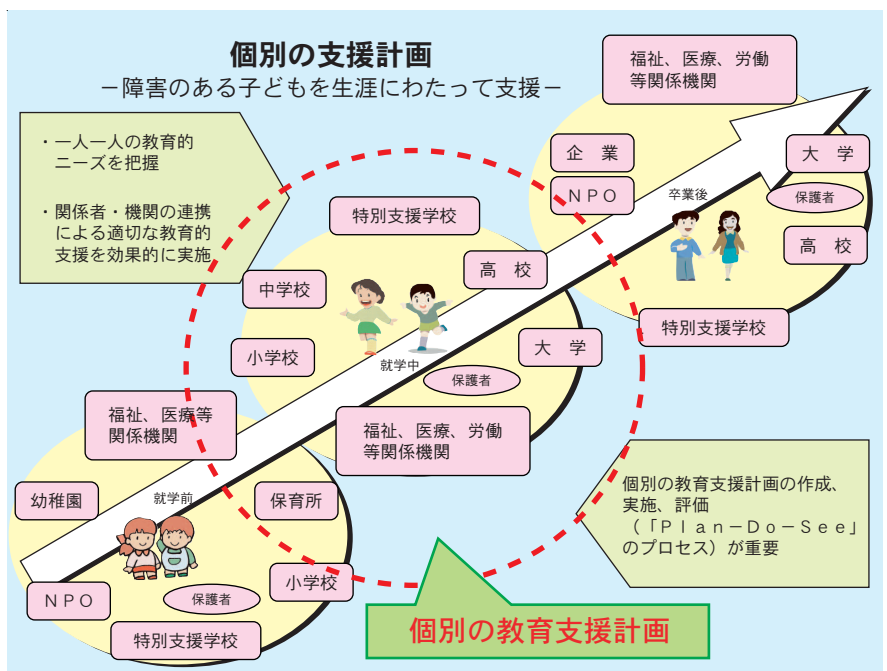 個別の支援計画
－障害のある子どもを生涯にわたって支援－
・一人一人の教育的
ニーズを把握
・関係者・機関の連携
による適切な教育的
支援を効果的に実施
福祉、医療、労働
等関係機関
企　業
ＮＰＯ
卒業後
大　学
保護者
高　校
特別支援学校
特別支援学校
中学校
高　校
小学校
就学中
大　学
保護者
福祉、医療、労働
等関係機関
福祉、医療等
関係機関
幼稚園
就学前
保育所
ＮＰＯ
保護者
小学校
特別支援学校
個別の教育支援計画の作成、
実施、評価
（「Ｐｌａｎ－Ｄｏ－Ｓｅｅ」
のプロセス）が重要
個別の教育支援計画